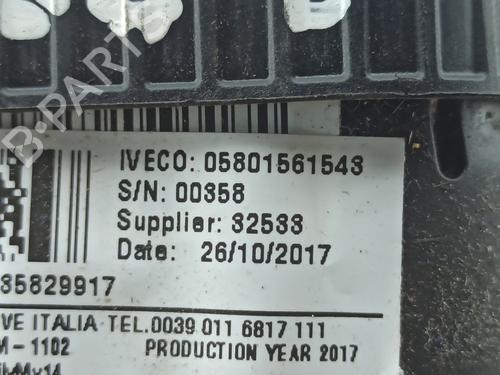 B-PARTS
IVECO: 05801561543
S/N: 00358
Supplier: 32533
Date: 26/10/2017
35829917
VE ITALIA-TEL.0039 011 6817 111
M-1102 PRODUCTION YEAR 2017